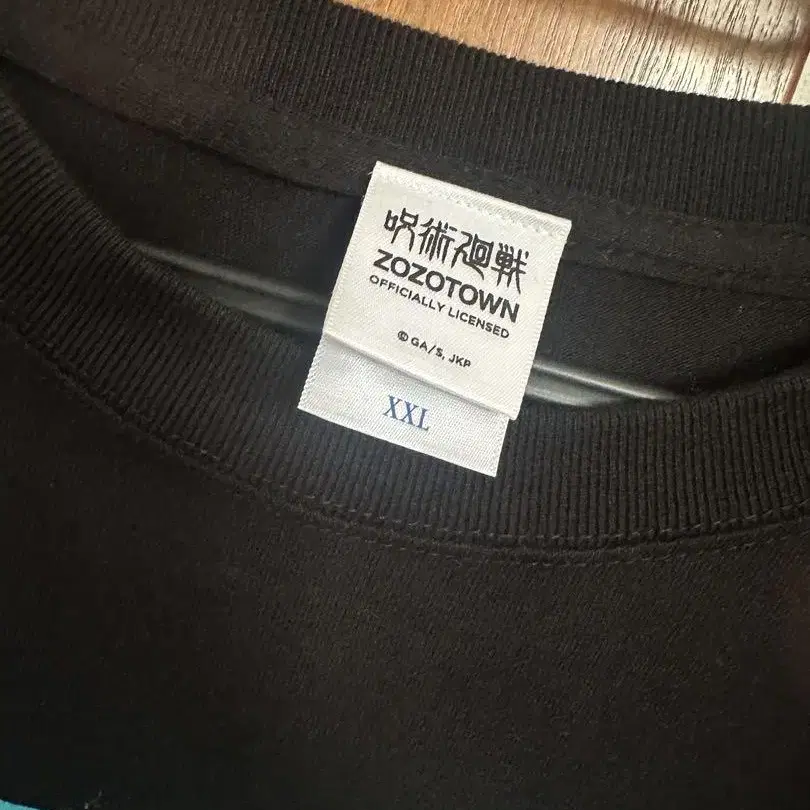 呪術廻戦
ZOZOTOWN
OFFICIALLY LICENSED
©GA/S, JKP
XXL